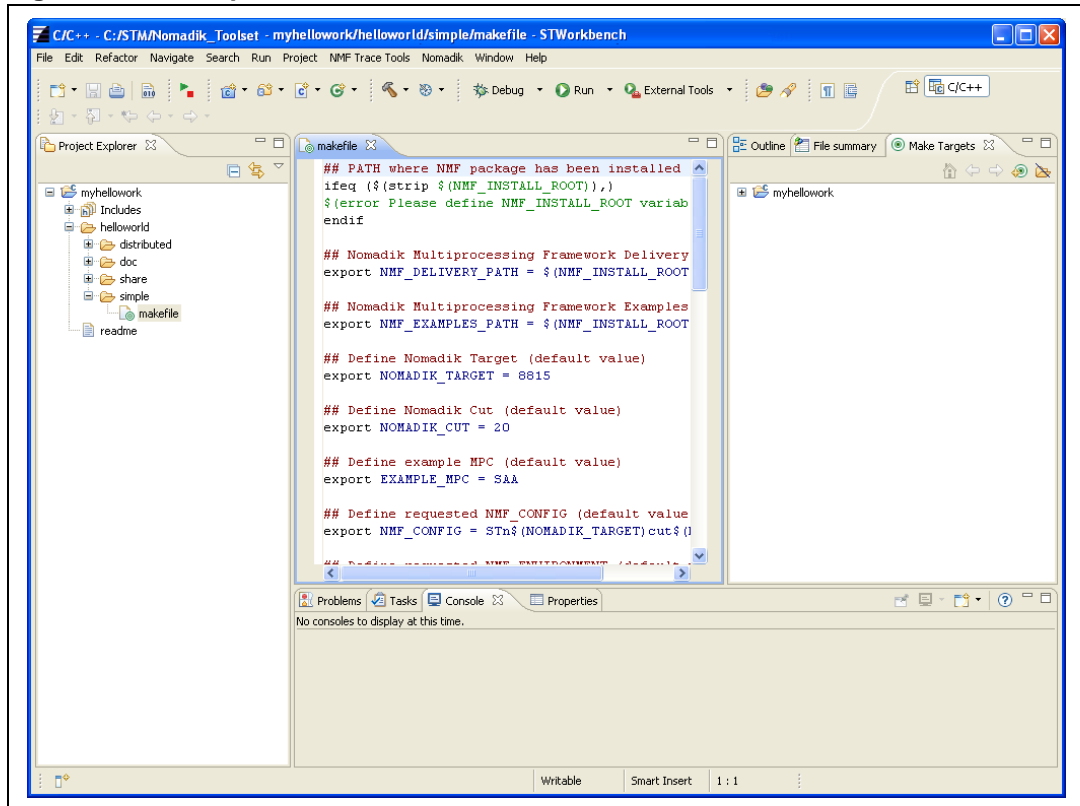 C/C++ - C:/STM/Nomadik_Toolset - myhellowork/helloworld/simple/makefile - STWorkbench
File Edit Refactor Navigate Search Run Project NMF Trace Tools Nomadik Window Help
Debug Run External Tools C/C++
Project Explorer
myhellowork
Includes
helloworld
distributed
doc
share
simple
makefile
readme
makefile
## PATH where NMF package has been installed
ifeq ($(strip $(NMF_INSTALL_ROOT)),)
$(error Please define NMF_INSTALL_ROOT variab
endif
## Nomadik Multiprocessing Framework Delivery
export NMF_DELIVERY_PATH = $(NMF_INSTALL_ROOT
## Nomadik Multiprocessing Framework Examples
export NMF_EXAMPLES_PATH = $(NMF_INSTALL_ROOT
## Define Nomadik Target (default value)
export NOMADIK_TARGET = 8815
## Define Nomadik Cut (default value)
export NOMADIK_CUT = 20
## Define example MPC (default value)
export EXAMPLE_MPC = SAA
## Define requested NMF_CONFIG (default value
export NMF_CONFIG = STn$(NOMADIK_TARGET)cut$(
Outline File summary Make Targets
myhellowork
Problems Tasks Console Properties
No consoles to display at this time.
Writable Smart Insert 1 : 1